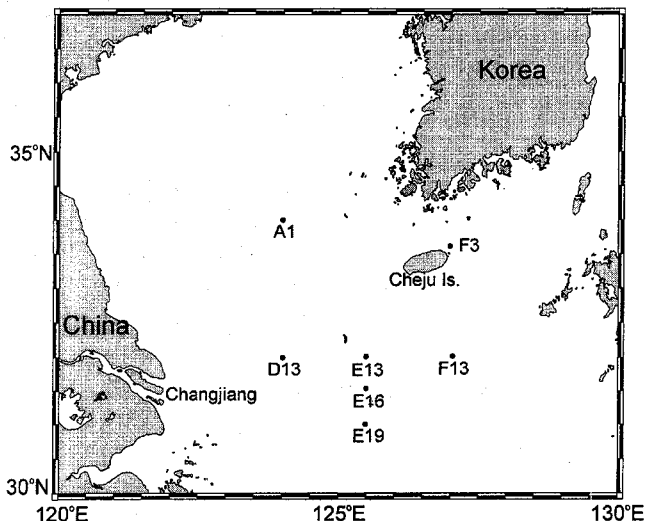 Korea
35°N
A1
F3
Cheju Is.
China
D13
E13
F13
Changjiang
E16
E19
30°N
120°E
125°E
130°E